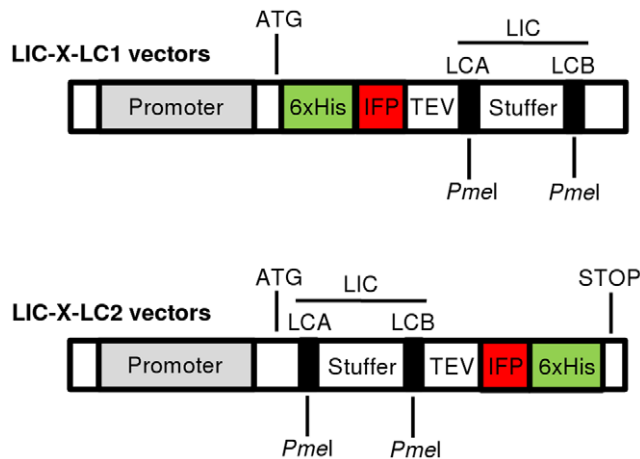 ATG
LIC
LIC-X-LC1 vectors
LCA LCB
Promoter 6xHis IFP TEV Stuffer
PmeI PmeI
ATG LIC STOP
LIC-X-LC2 vectors
LCA LCB
Promoter Stuffer TEV IFP 6xHis
PmeI PmeI